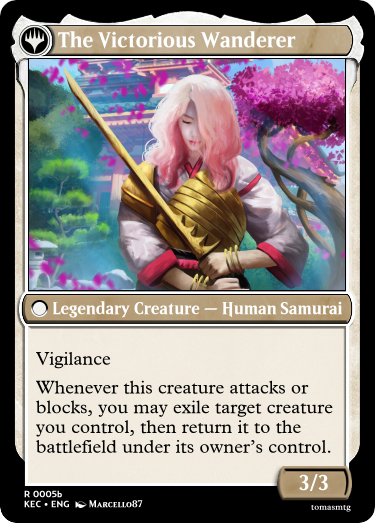 The Victorious Wanderer
Legendary Creature — Human Samurai
Vigilance
Whenever this creature attacks or
blocks, you may exile target creature
you control, then return it to the
battlefield under its owner's control.
3/3
R 0005b
KEC • ENG Marcello87
tomasmtg